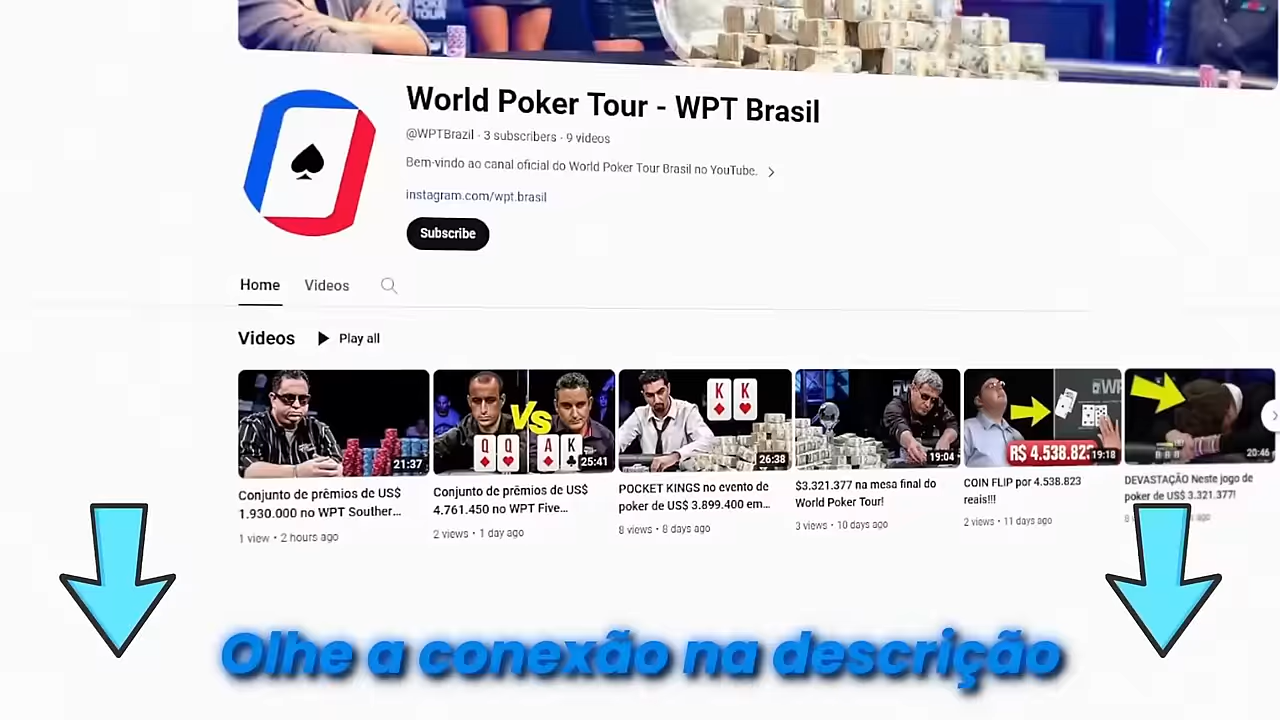 TOUR
World Poker Tour - WPT Brasil
@WPTBrazil · 3 subscribers · 9 videos
Bem-vindo ao canal oficial do World Poker Tour Brasil no YouTube.
instagram.com/wpt.brasil
Subscribe
Home Videos
Videos Play all
Vs
Q Q A K
K K
R$ 4.538.823
21:37 25:41 26:38 19:04 19:18 20:46
Conjunto de prêmios de US$
1.930.000 no WPT Souther...
1 view • 2 hours ago
Conjunto de prêmios de US$
4.761.450 no WPT Five...
2 views • 1 day ago
POCKET KINGS no evento de
poker de US$ 3.899.400 em...
8 views • 8 days ago
$3.321.377 na mesa final do
World Poker Tour!
3 views • 10 days ago
COIN FLIP por 4.538.823
reais!!!
2 views • 11 days ago
DEVASTAÇÃO Neste jogo de
poker de US$ 3.321.377!
8 ago
Olhe a conexão na descrição